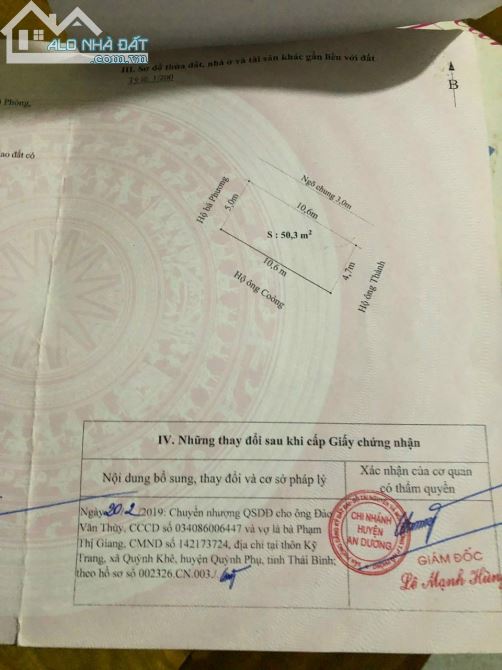 ALO NHÀ ĐẤT
.com.vn
III. Sơ đồ thửa đất, nhà ở và tài sản khác gắn liền với đất
Tỷ lệ 1/200
B
Phòng,
ao đất có
Ngõ chung 3,0m
Hộ bà Phương
5,0m
10,6m
S : 50,3 m²
10,6 m
4,7m
Hộ ông Coỏng
Hộ ông Thành
IV. Những thay đổi sau khi cấp Giấy chứng nhận
Nội dung bổ sung, thay đổi và cơ sở pháp lý
Xác nhận của cơ quan
có thẩm quyền
Ngày 20/2/2019: Chuyển nhượng QSDĐ cho ông Đào
Văn Thủy, CCCD số 034086006447 và vợ là bà Phạm
Thị Giang, CMND số 142173724, địa chỉ tại thôn Kỹ
Trang, xã Quỳnh Khê, huyện Quỳnh Phụ, tỉnh Thái Bình;
theo hồ sơ số 002326.CN.003./.
CHI NHÁNH
HUYỆN
AN DƯƠNG
GIÁM ĐỐC
Lê Mạnh Hùng